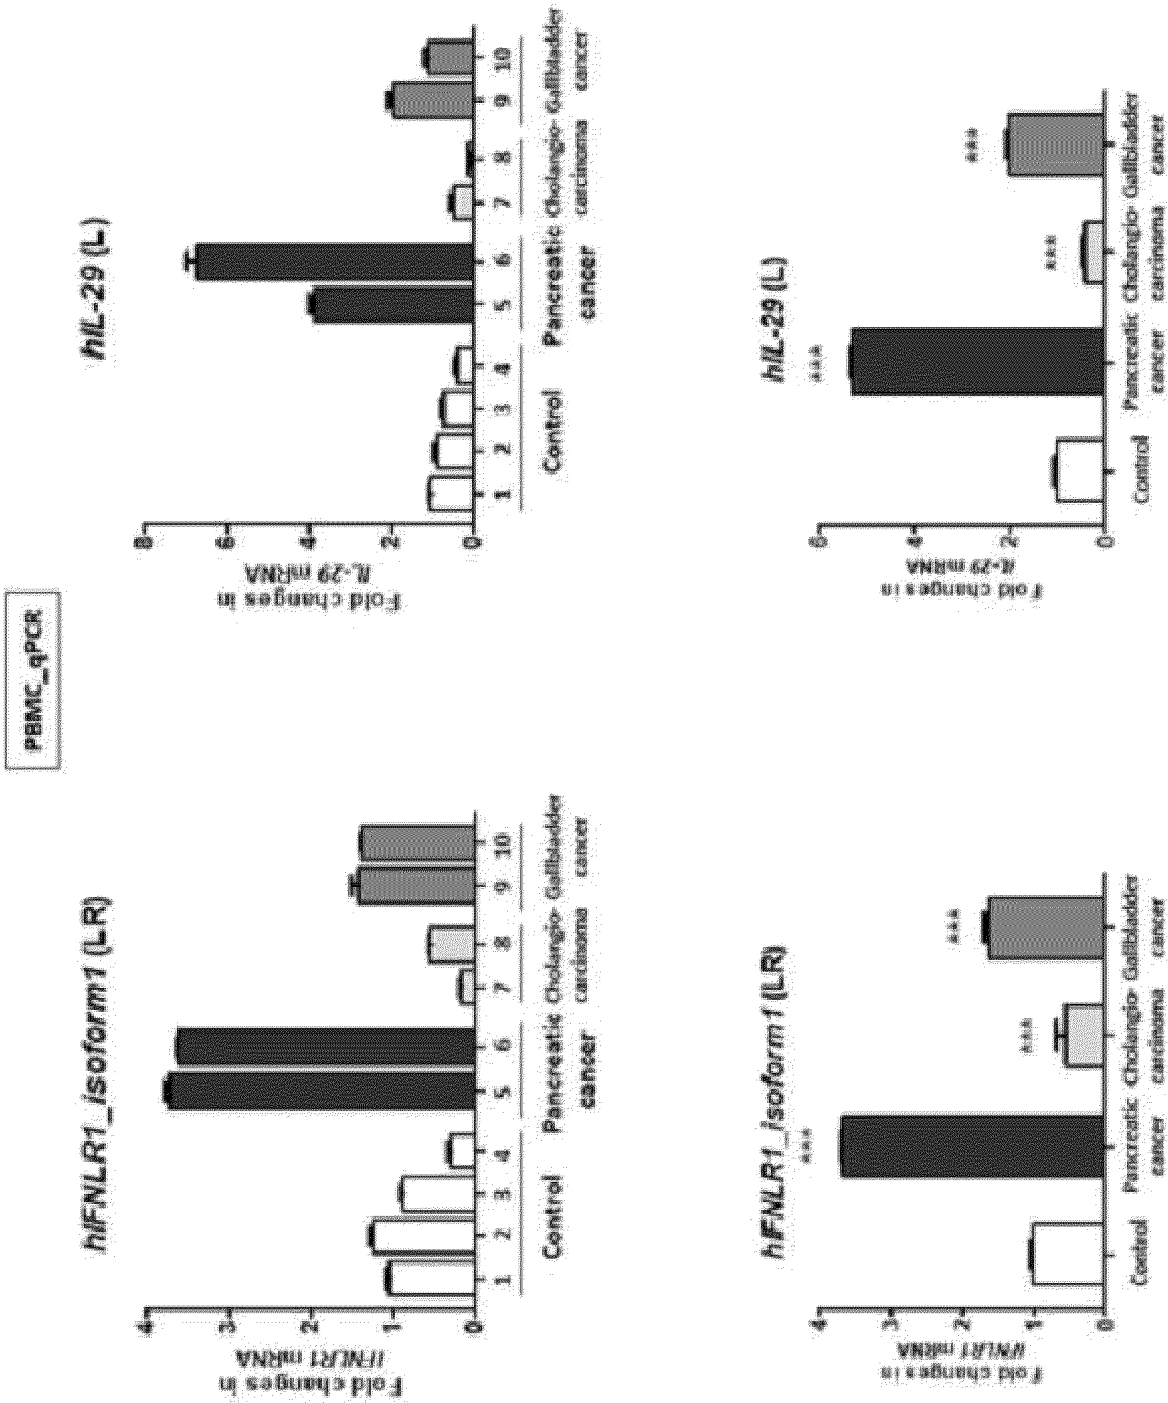 PBMC_qPCR
hIFNLR1_isoform1 (LR)
Fold changes in
IFNLR1 mRNA
4
3
2
1
0
1 2 3 4 5 6 7 8 9 10
Control
Pancreatic
cancer
Cholangio-
carcinoma
Gallbladder
cancer
hIL-29 (L)
Fold changes in
IL-29 mRNA
8
6
4
2
0
1 2 3 4 5 6 7 8 9 10
Control
Pancreatic
cancer
Cholangio-
carcinoma
Gallbladder
cancer
hIFNLR1_isoform1 (LR)
Fold changes in
IFNLR1 mRNA
4
3
2
1
0
***
***
***
Control
Pancreatic
cancer
Cholangio-
carcinoma
Gallbladder
cancer
hIL-29 (L)
Fold changes in
IL-29 mRNA
6
4
2
0
***
***
***
Control
Pancreatic
cancer
Cholangio-
carcinoma
Gallbladder
cancer